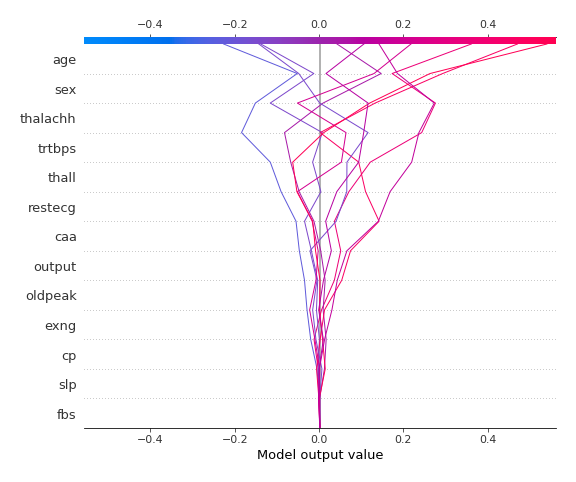 −0.4 −0.2 0.0 0.2 0.4
age
sex
thalachh
trtbps
thall
restecg
caa
output
oldpeak
exng
cp
slp
fbs
−0.4 −0.2 0.0 0.2 0.4
Model output value